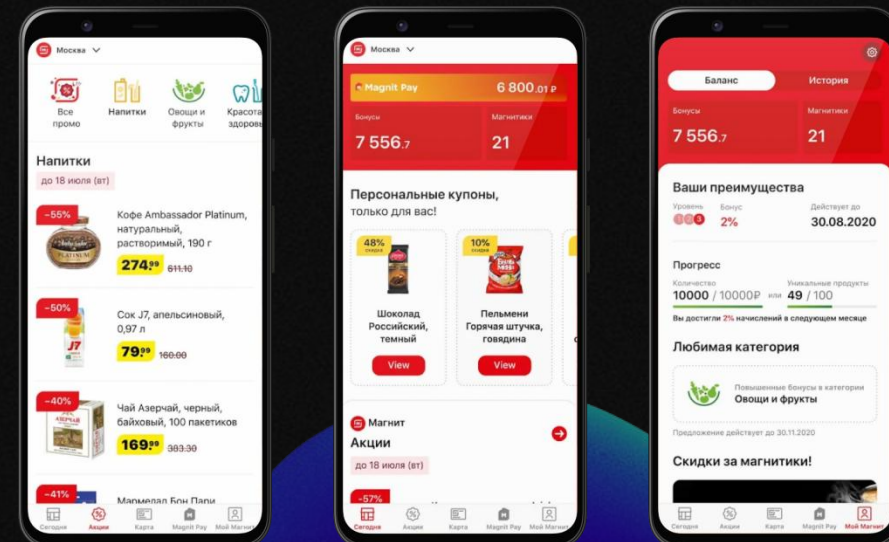 Москва
Все
промо
Напитки
Овощи и
фрукты
Красота
здоровь
Напитки
до 18 июля (вт)
-55%
Кофе Ambassador Platinum,
натуральный,
растворимый, 190 г
274.99 611.10
-50%
Сок J7, апельсиновый,
0,97 л
79.99 160.00
-40%
Чай Азерчай, черный,
байховый, 100 пакетиков
169.99 383.30
-41%
Мармелад Бон Пари
Сегодня
Акции
Карта
Magnit Pay
Мой Магнит
Москва
Magnit Pay 6 800.01 ₽
Бонусы
7 556.7
Магнитики
21
Персональные купоны,
только для вас!
48%
скидка
Шоколад
Российский,
темный
View
10%
скидка
Пельмени
Горячая штучка,
говядина
View
Магнит
Акции
до 18 июля (вт)
-57%
Сегодня
Акции
Карта
Magnit Pay
Мой Магнит
Баланс
История
Бонусы
7 556.7
Магнитики
21
Ваши преимущества
Уровень
3
Бонус
2%
Действует до
30.08.2020
Прогресс
Количество
10000 / 10000₽
или
Уникальные продукты
49 / 100
Вы достигли 2% начислений в следующем месяце
Любимая категория
Повышенные бонусы в категории
Овощи и фрукты
Предложение действует до 30.11.2020
Скидки за магнитики!
Сегодня
Акции
Карта
Magnit Pay
Мой Магнит